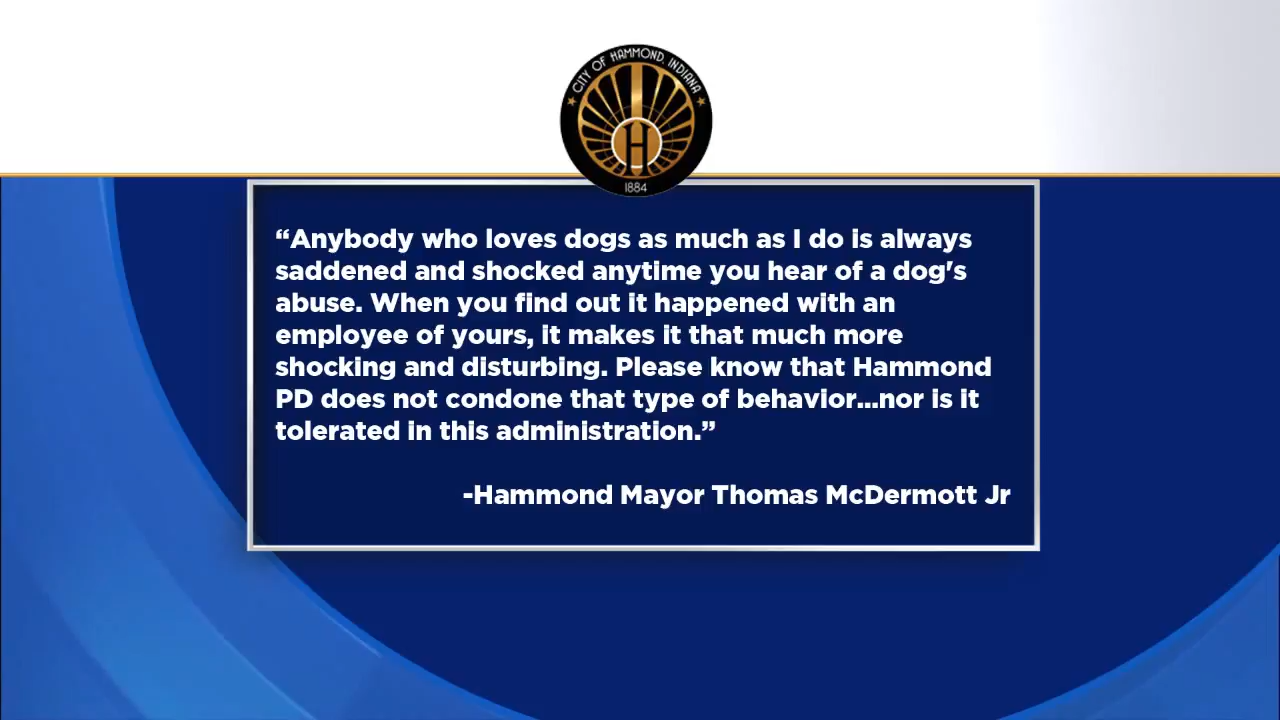 CITY OF HAMMOND, INDIANA
H
1884
“Anybody who loves dogs as much as I do is always
saddened and shocked anytime you hear of a dog's
abuse. When you find out it happened with an
employee of yours, it makes it that much more
shocking and disturbing. Please know that Hammond
PD does not condone that type of behavior...nor is it
tolerated in this administration.”
-Hammond Mayor Thomas McDermott Jr